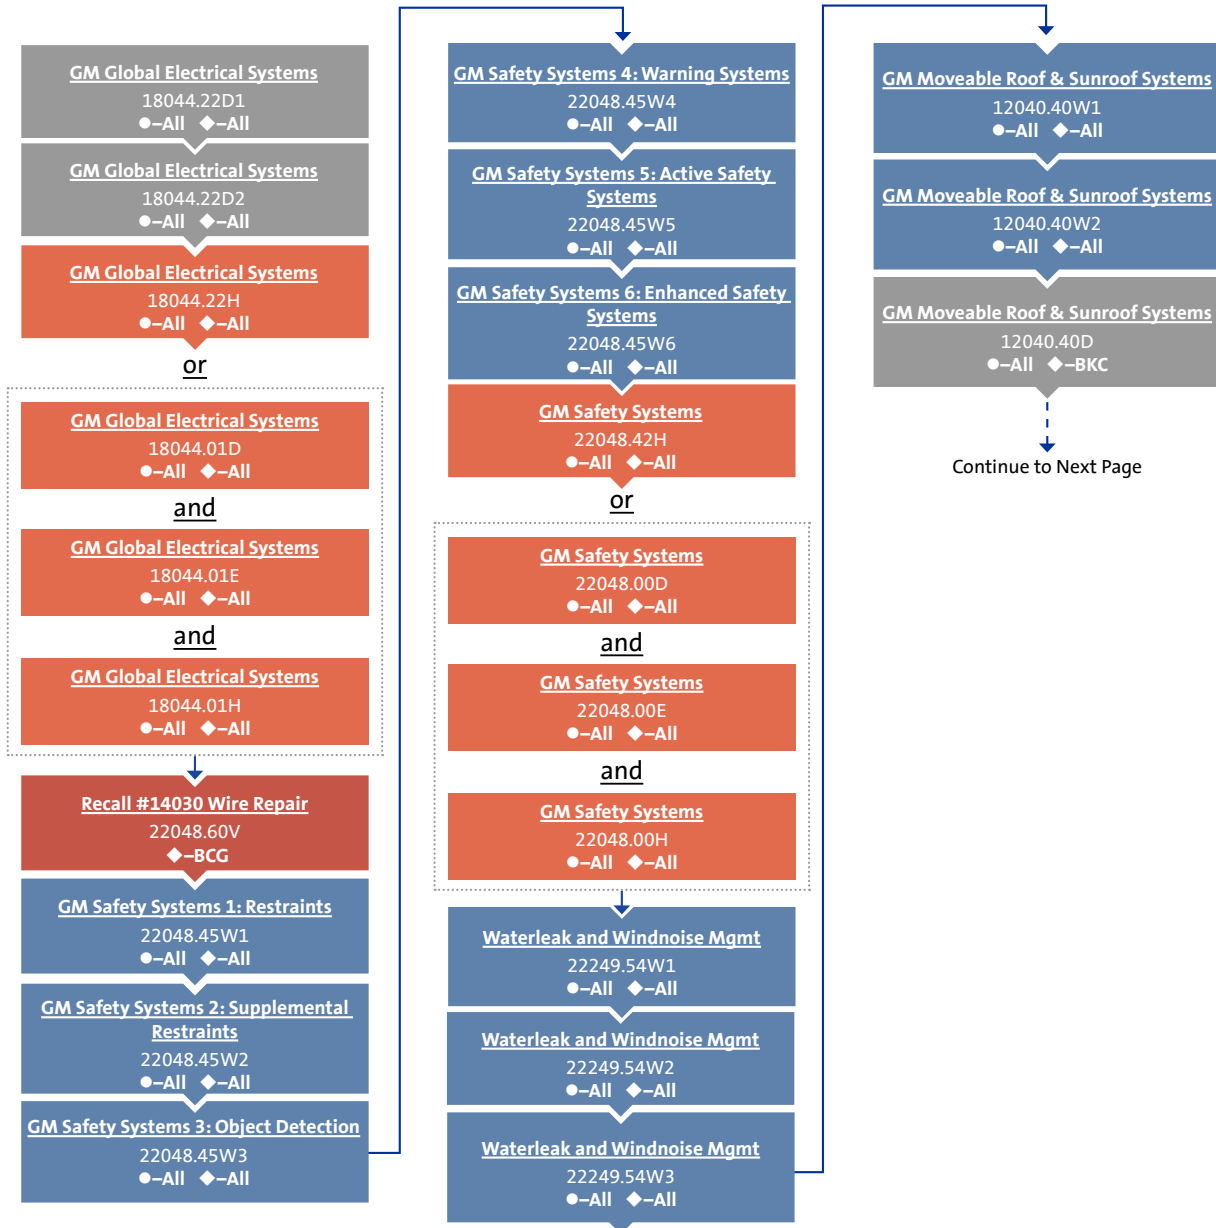 GM Global Electrical Systems
18044.22D1
●–All ◆–All
GM Global Electrical Systems
18044.22D2
●–All ◆–All
GM Global Electrical Systems
18044.22H
●–All ◆–All
or
GM Global Electrical Systems
18044.01D
●–All ◆–All
and
GM Global Electrical Systems
18044.01E
●–All ◆–All
and
GM Global Electrical Systems
18044.01H
●–All ◆–All
Recall #14030 Wire Repair
22048.60V
◆–BCG
GM Safety Systems 1: Restraints
22048.45W1
●–All ◆–All
GM Safety Systems 2: Supplemental
Restraints
22048.45W2
●–All ◆–All
GM Safety Systems 3: Object Detection
22048.45W3
●–All ◆–All
GM Safety Systems 4: Warning Systems
22048.45W4
●–All ◆–All
GM Safety Systems 5: Active Safety
Systems
22048.45W5
●–All ◆–All
GM Safety Systems 6: Enhanced Safety
Systems
22048.45W6
●–All ◆–All
GM Safety Systems
22048.42H
●–All ◆–All
or
GM Safety Systems
22048.00D
●–All ◆–All
and
GM Safety Systems
22048.00E
●–All ◆–All
and
GM Safety Systems
22048.00H
●–All ◆–All
Waterleak and Windnoise Mgmt
22249.54W1
●–All ◆–All
Waterleak and Windnoise Mgmt
22249.54W2
●–All ◆–All
Waterleak and Windnoise Mgmt
22249.54W3
●–All ◆–All
GM Moveable Roof & Sunroof Systems
12040.40W1
●–All ◆–All
GM Moveable Roof & Sunroof Systems
12040.40W2
●–All ◆–All
GM Moveable Roof & Sunroof Systems
12040.40D
●–All ◆–BKC
Continue to Next Page